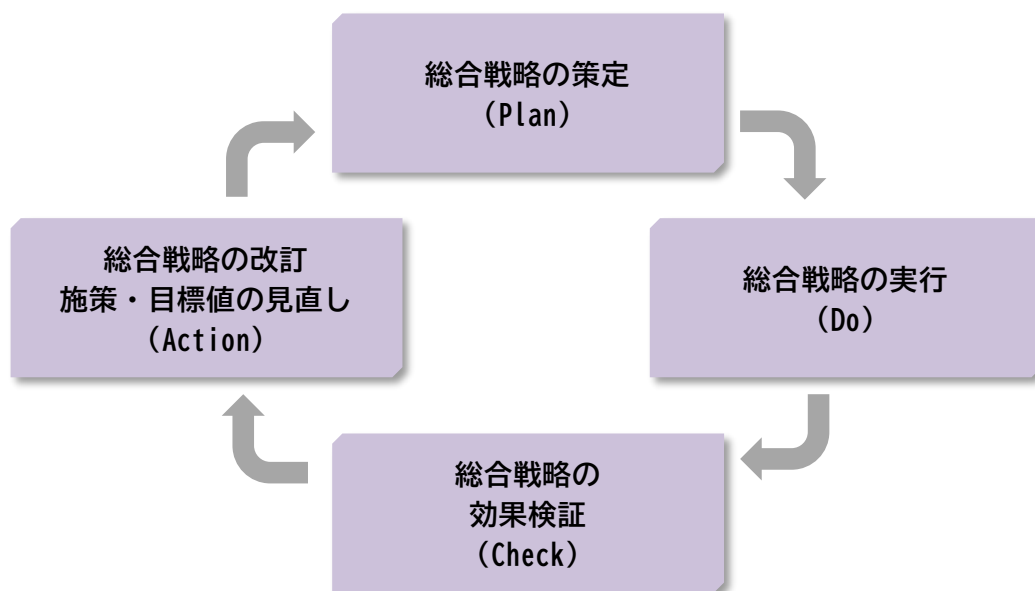 総合戦略の策定
（Plan）
総合戦略の実行
（Do）
総合戦略の
効果検証
（Check）
総合戦略の改訂
施策・目標値の見直し
（Action）